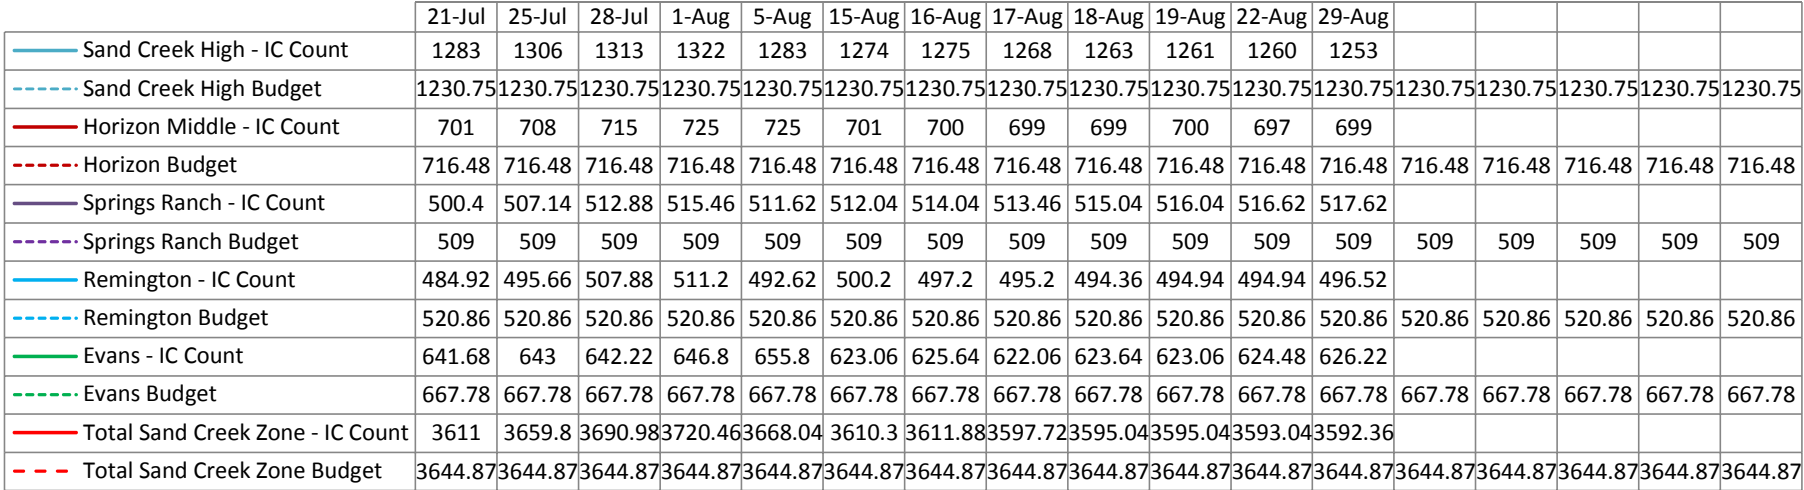 21-Jul 25-Jul 28-Jul 1-Aug 5-Aug 15-Aug 16-Aug 17-Aug 18-Aug 19-Aug 22-Aug 29-Aug
Sand Creek High - IC Count 1283 1306 1313 1322 1283 1274 1275 1268 1263 1261 1260 1253
Sand Creek High Budget 1230.75 1230.75 1230.75 1230.75 1230.75 1230.75 1230.75 1230.75 1230.75 1230.75 1230.75 1230.75 1230.75 1230.75 1230.75 1230.75 1230.75
Horizon Middle - IC Count 701 708 715 725 725 701 700 699 699 700 697 699
Horizon Budget 716.48 716.48 716.48 716.48 716.48 716.48 716.48 716.48 716.48 716.48 716.48 716.48 716.48 716.48 716.48 716.48 716.48
Springs Ranch - IC Count 500.4 507.14 512.88 515.46 511.62 512.04 514.04 513.46 515.04 516.04 516.62 517.62
Springs Ranch Budget 509 509 509 509 509 509 509 509 509 509 509 509 509 509 509 509 509
Remington - IC Count 484.92 495.66 507.88 511.2 492.62 500.2 497.2 495.2 494.36 494.94 494.94 496.52
Remington Budget 520.86 520.86 520.86 520.86 520.86 520.86 520.86 520.86 520.86 520.86 520.86 520.86 520.86 520.86 520.86 520.86 520.86
Evans - IC Count 641.68 643 642.22 646.8 655.8 623.06 625.64 622.06 623.64 623.06 624.48 626.22
Evans Budget 667.78 667.78 667.78 667.78 667.78 667.78 667.78 667.78 667.78 667.78 667.78 667.78 667.78 667.78 667.78 667.78 667.78
Total Sand Creek Zone - IC Count 3611 3659.8 3690.98 3720.46 3668.04 3610.3 3611.88 3597.72 3595.04 3595.04 3593.04 3592.36
Total Sand Creek Zone Budget 3644.87 3644.87 3644.87 3644.87 3644.87 3644.87 3644.87 3644.87 3644.87 3644.87 3644.87 3644.87 3644.87 3644.87 3644.87 3644.87 3644.87